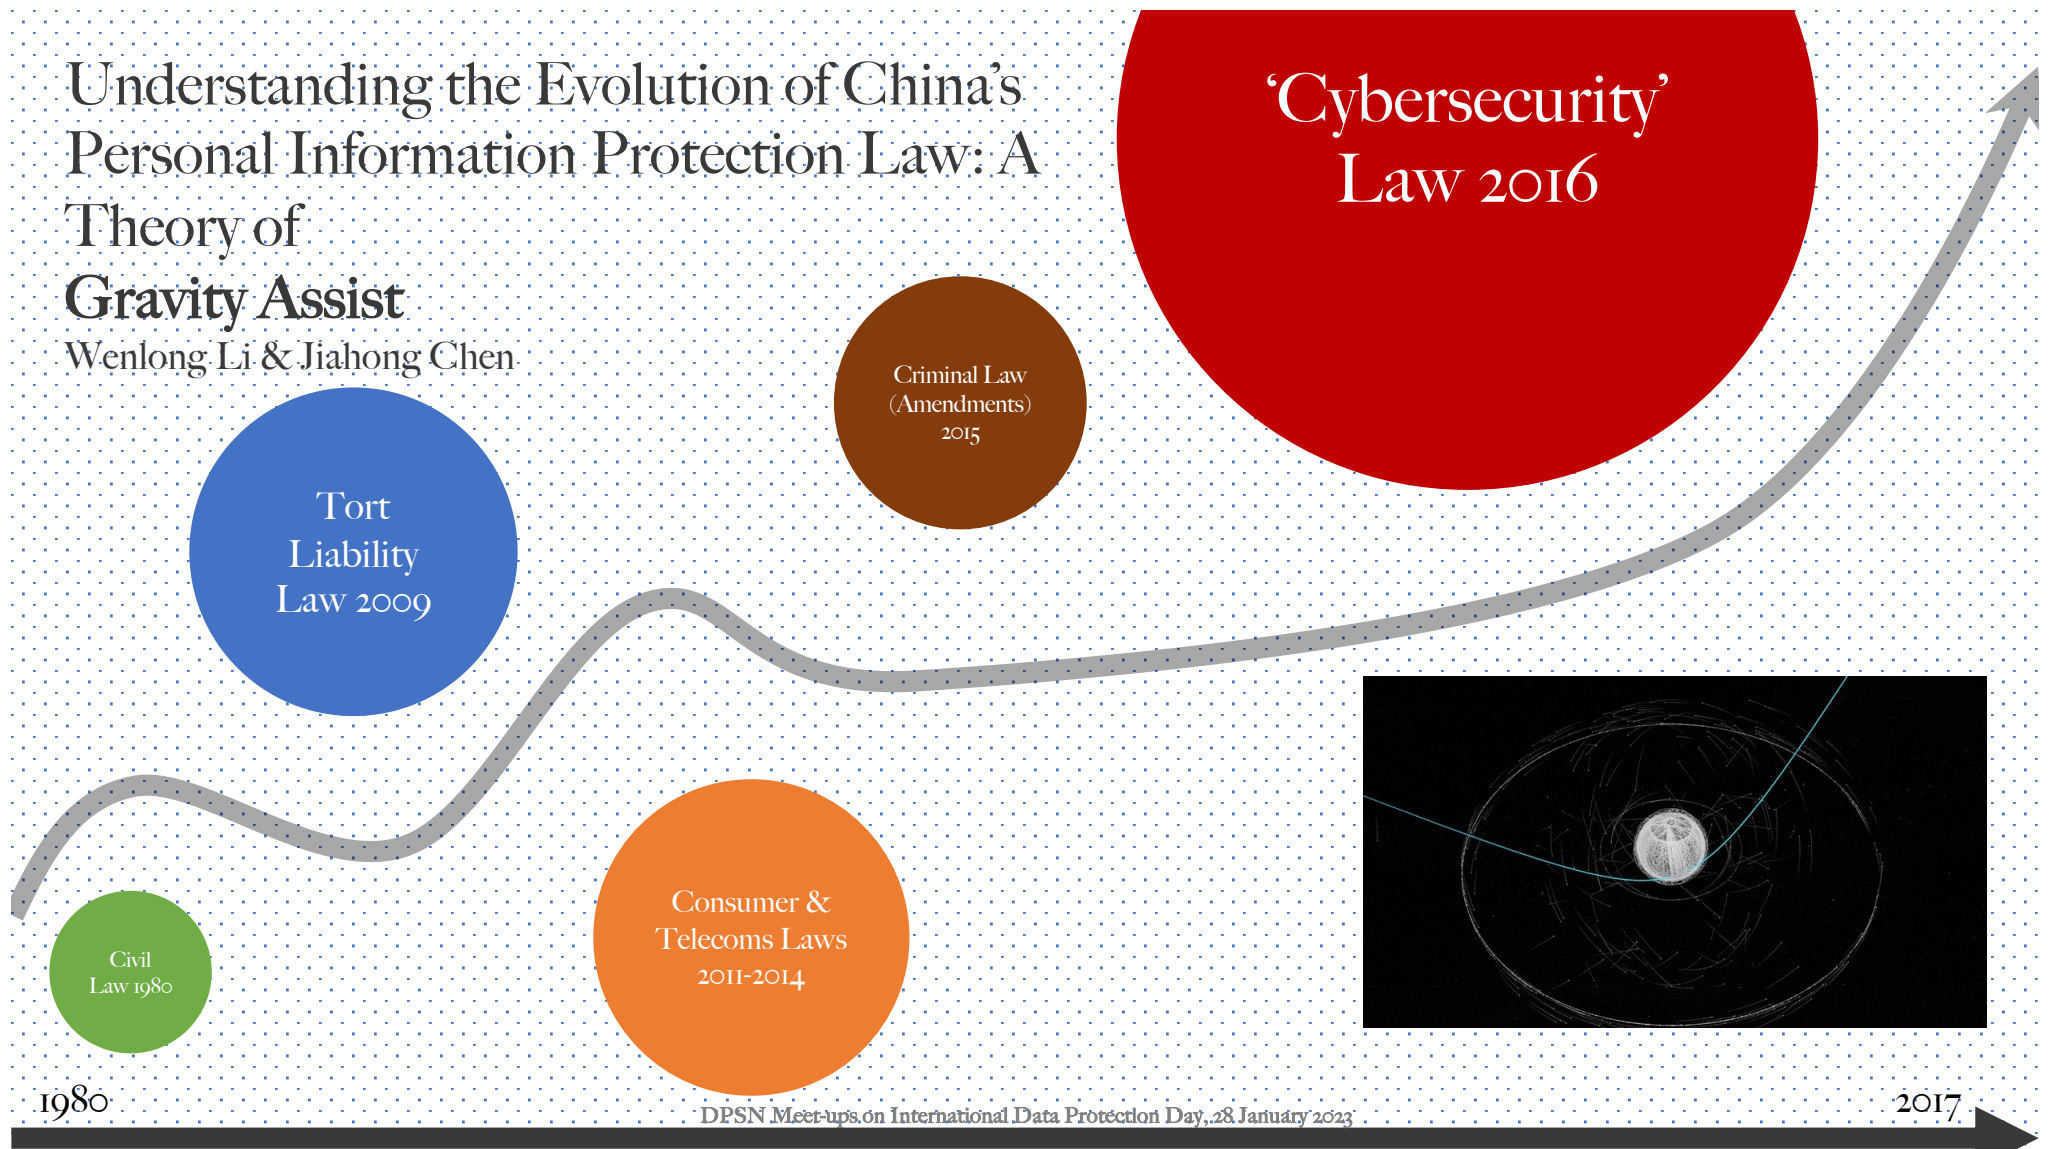 Understanding the Evolution of China’s
Personal Information Protection Law: A
Theory of
Gravity Assist
Wenlong Li & Jiahong Chen
‘Cybersecurity’
Law 2016
Criminal Law
(Amendments)
2015
Tort
Liability
Law 2009
Consumer &
Telecoms Laws
2011-2014
Civil
Law 1980
1980
2017
DPSN Meet-ups on International Data Protection Day, 28 January 2023